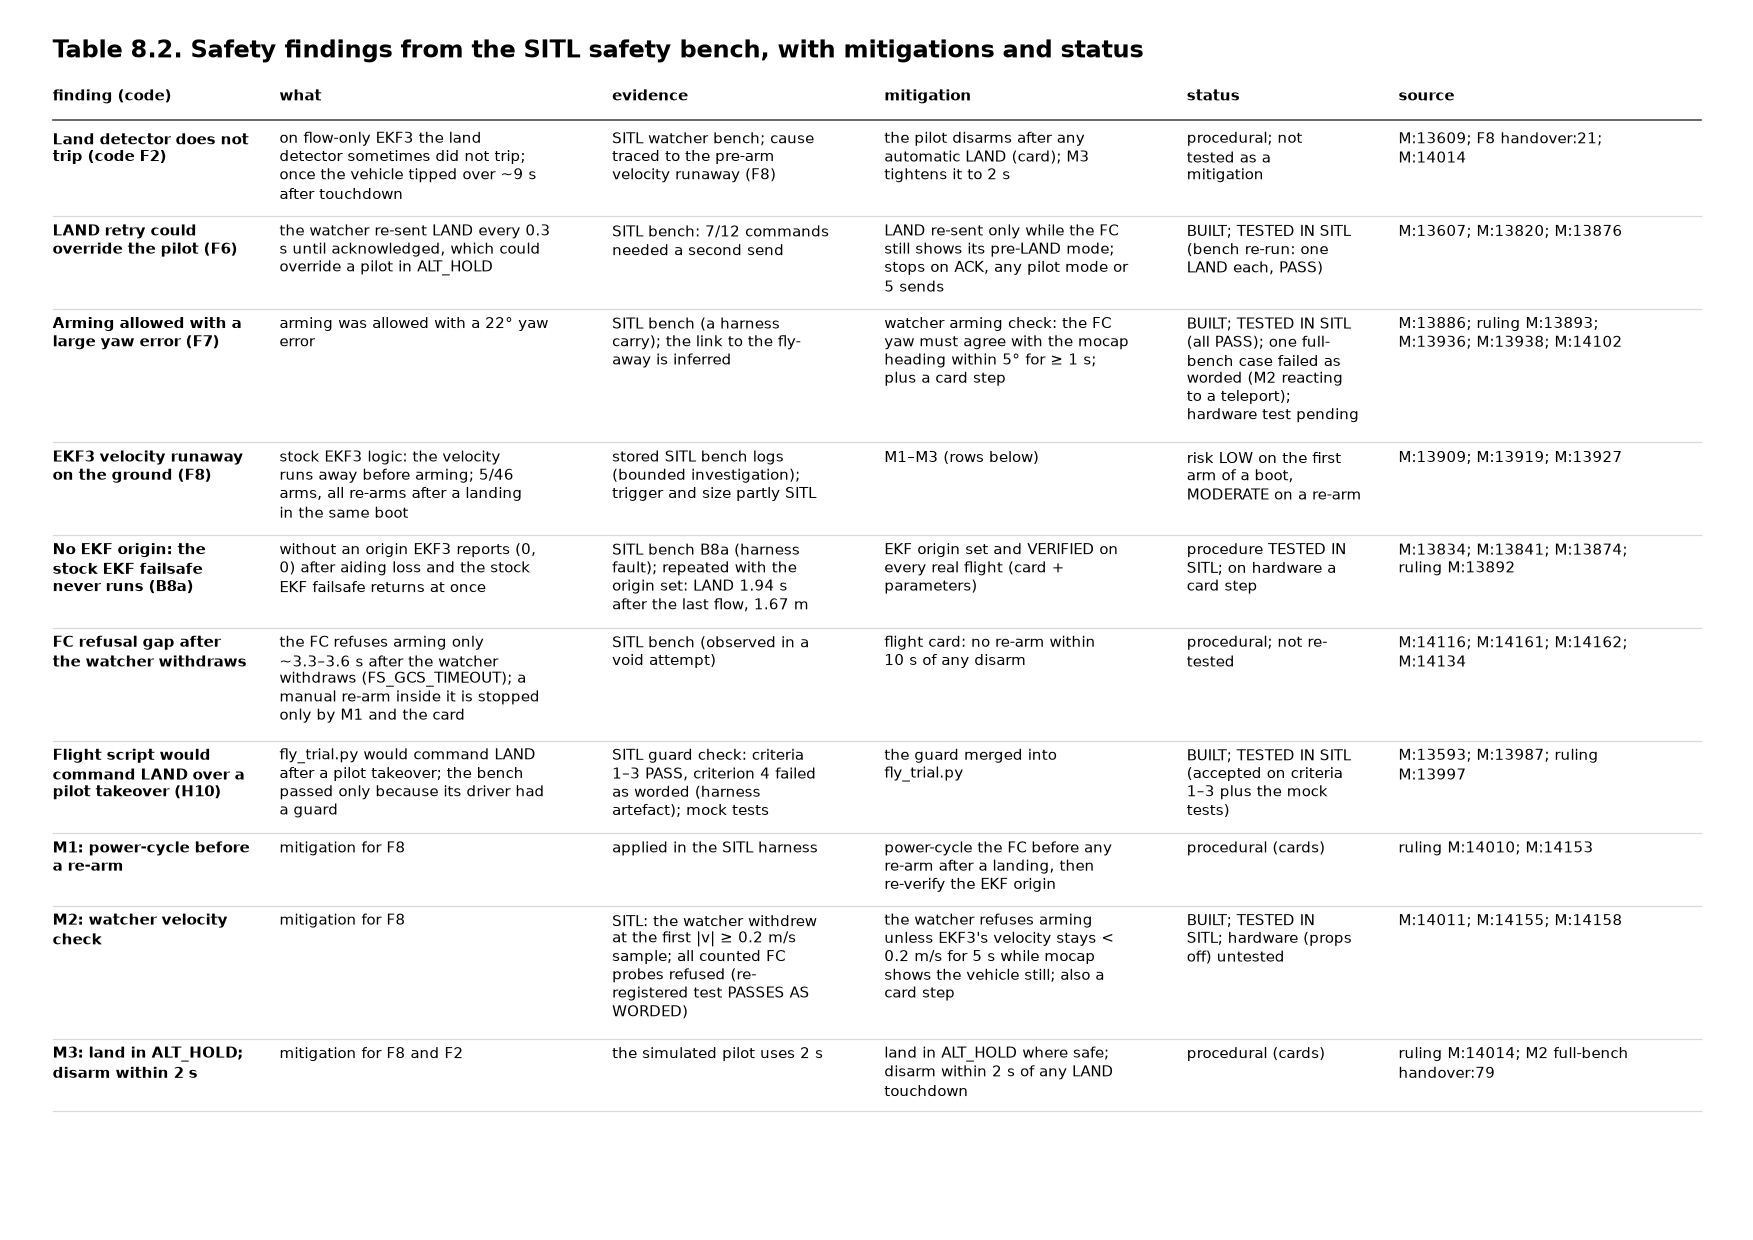 Table 8.2. Safety findings from the SITL safety bench, with mitigations and status
finding (code)
what
evidence
mitigation
status
source
Land detector does not
trip (code F2)
on flow-only EKF3 the land
detector sometimes did not trip;
once the vehicle tipped over ~9 s
after touchdown
SITL watcher bench; cause
traced to the pre-arm
velocity runaway (F8)
the pilot disarms after any
automatic LAND (card); M3
tightens it to 2 s
procedural; not
tested as a
mitigation
M:13609; F8 handover:21;
M:14014
LAND retry could
override the pilot (F6)
the watcher re-sent LAND every 0.3
s until acknowledged, which could
override a pilot in ALT_HOLD
SITL bench: 7/12 commands
needed a second send
LAND re-sent only while the FC
still shows its pre-LAND mode;
stops on ACK, any pilot mode or
5 sends
BUILT; TESTED IN SITL
(bench re-run: one
LAND each, PASS)
M:13607; M:13820; M:13876
Arming allowed with a
large yaw error (F7)
arming was allowed with a 22° yaw
error
SITL bench (a harness
carry); the link to the fly-
away is inferred
watcher arming check: the FC
yaw must agree with the mocap
heading within 5° for ≥ 1 s;
plus a card step
BUILT; TESTED IN SITL
(all PASS); one full-
bench case failed as
worded (M2 reacting
to a teleport);
hardware test pending
M:13886; ruling M:13893;
M:13936; M:13938; M:14102
EKF3 velocity runaway
on the ground (F8)
stock EKF3 logic: the velocity
runs away before arming; 5/46
arms, all re-arms after a landing
in the same boot
stored SITL bench logs
(bounded investigation);
trigger and size partly SITL
M1–M3 (rows below)
risk LOW on the first
arm of a boot,
MODERATE on a re-arm
M:13909; M:13919; M:13927
No EKF origin: the
stock EKF failsafe
never runs (B8a)
without an origin EKF3 reports (0,
0) after aiding loss and the stock
EKF failsafe returns at once
SITL bench B8a (harness
fault); repeated with the
origin set: LAND 1.94 s
after the last flow, 1.67 m
EKF origin set and VERIFIED on
every real flight (card +
parameters)
procedure TESTED IN
SITL; on hardware a
card step
M:13834; M:13841; M:13874;
ruling M:13892
FC refusal gap after
the watcher withdraws
the FC refuses arming only
~3.3–3.6 s after the watcher
withdraws (FS_GCS_TIMEOUT); a
manual re-arm inside it is stopped
only by M1 and the card
SITL bench (observed in a
void attempt)
flight card: no re-arm within
10 s of any disarm
procedural; not re-
tested
M:14116; M:14161; M:14162;
M:14134
Flight script would
command LAND over a
pilot takeover (H10)
fly_trial.py would command LAND
after a pilot takeover; the bench
passed only because its driver had
a guard
SITL guard check: criteria
1–3 PASS, criterion 4 failed
as worded (harness
artefact); mock tests
the guard merged into
fly_trial.py
BUILT; TESTED IN SITL
(accepted on criteria
1–3 plus the mock
tests)
M:13593; M:13987; ruling
M:13997
M1: power-cycle before
a re-arm
mitigation for F8
applied in the SITL harness
power-cycle the FC before any
re-arm after a landing, then
re-verify the EKF origin
procedural (cards)
ruling M:14010; M:14153
M2: watcher velocity
check
mitigation for F8
SITL: the watcher withdrew
at the first |v| ≥ 0.2 m/s
sample; all counted FC
probes refused (re-
registered test PASSES AS
WORDED)
the watcher refuses arming
unless EKF3's velocity stays <
0.2 m/s for 5 s while mocap
shows the vehicle still; also a
card step
BUILT; TESTED IN
SITL; hardware (props
off) untested
M:14011; M:14155; M:14158
M3: land in ALT_HOLD;
disarm within 2 s
mitigation for F8 and F2
the simulated pilot uses 2 s
land in ALT_HOLD where safe;
disarm within 2 s of any LAND
touchdown
procedural (cards)
ruling M:14014; M2 full-bench
handover:79